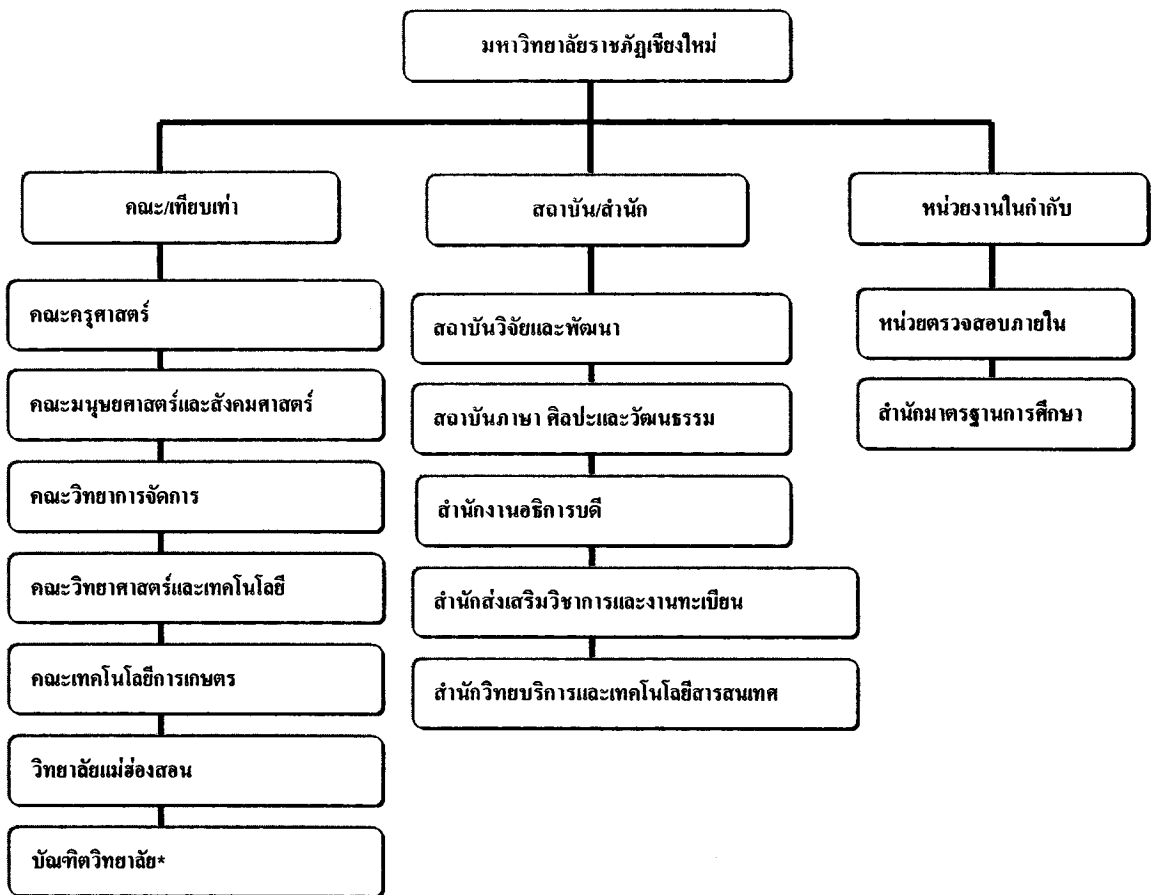 มหาวิทยาลัยราชภัฏเชียงใหม่
คณะ/เทียบเท่า
คณะครุศาสตร์
คณะมนุษยศาสตร์และสังคมศาสตร์
คณะวิทยาการจัดการ
คณะวิทยาศาสตร์และเทคโนโลยี
คณะเทคโนโลยีการเกษตร
วิทยาลัยแม่ฮ่องสอน
บัณฑิตวิทยาลัย*
สถาบัน/สำนัก
สถาบันวิจัยและพัฒนา
สถาบันภาษา ศิลปะและวัฒนธรรม
สำนักงานอธิการบดี
สำนักส่งเสริมวิชาการและงานทะเบียน
สำนักวิทยบริการและเทคโนโลยีสารสนเทศ
หน่วยงานในกำกับ
หน่วยตรวจสอบภายใน
สำนักมาตรฐานการศึกษา